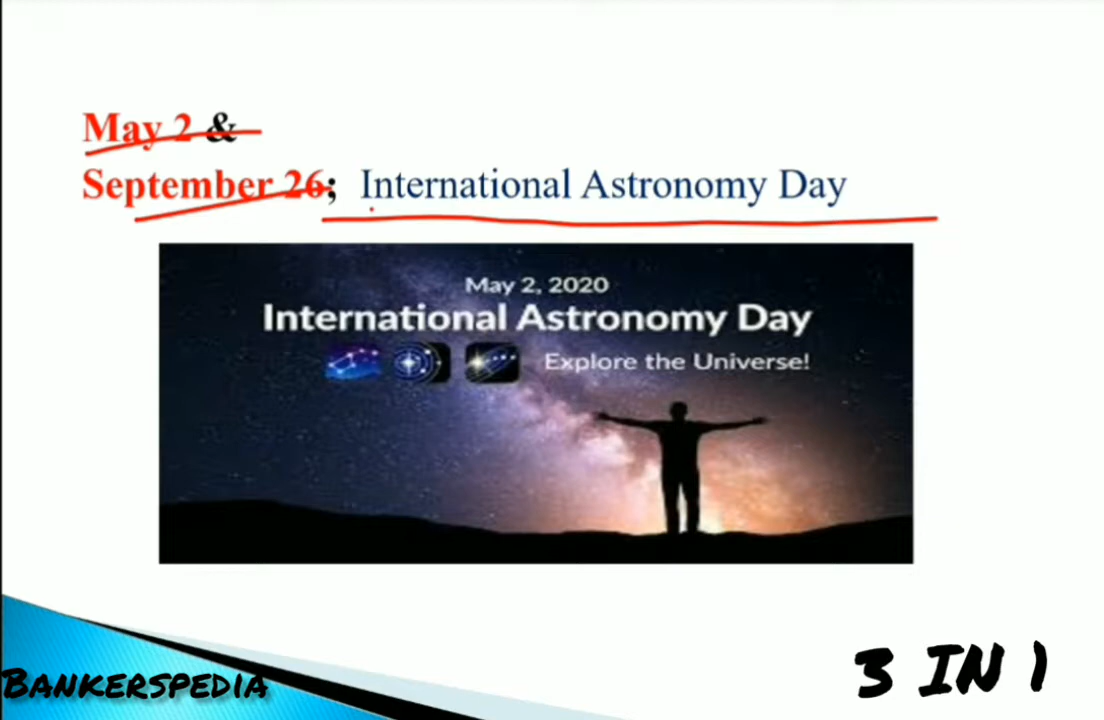 May 2 &
September 26; International Astronomy Day
May 2, 2020
International Astronomy Day
Explore the Universe!
BANKERSPEDIA
3 IN 1